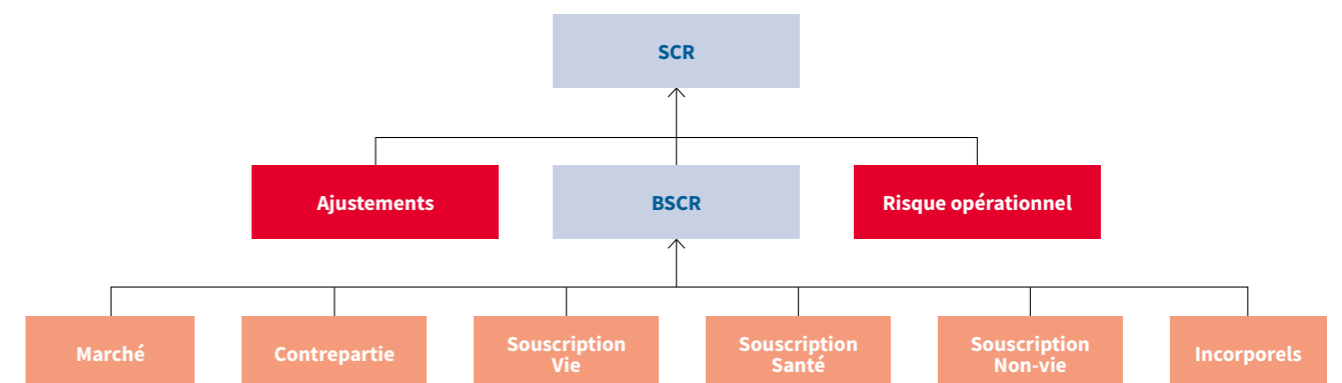 SCR
Ajustements
BSCR
Risque opérationnel
Marché
Contrepartie
Souscription
Vie
Souscription
Santé
Souscription
Non-vie
Incorporels